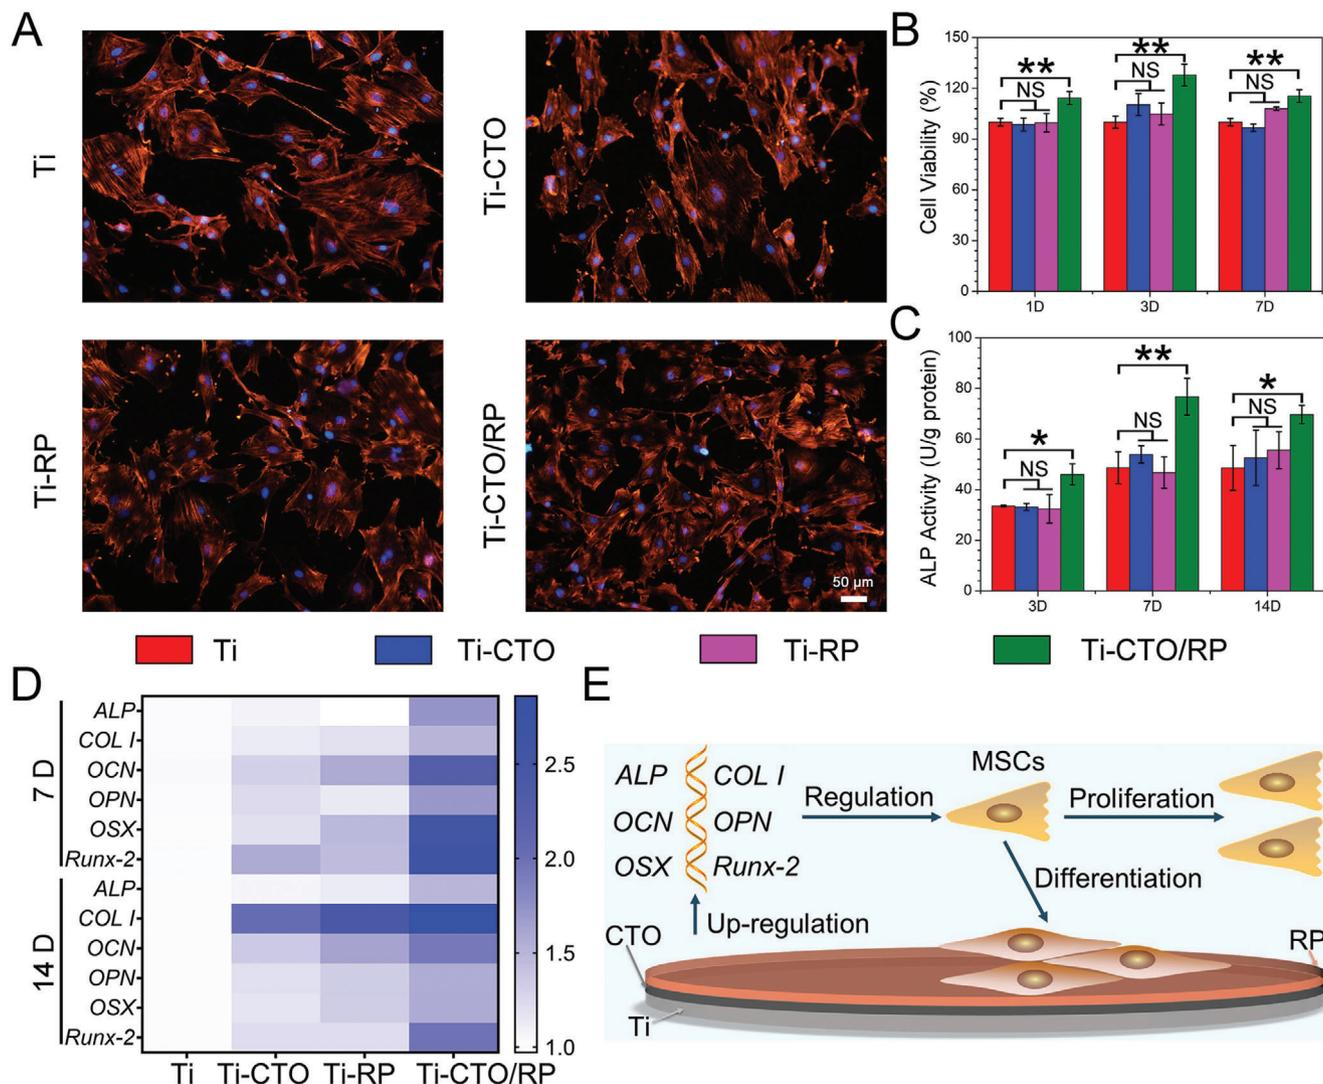 A
Ti
Ti-CTO
Ti-RP
Ti-CTO/RP
50 µm
B
Cell Viability (%)
150
120
90
60
30
0
** NS
** NS
** NS
1D 3D 7D
C
ALP Activity (U/g protein)
100
80
60
40
20
0
* NS
** NS
* NS
3D 7D 14D
Ti Ti-CTO Ti-RP Ti-CTO/RP
D
7 D
ALP
COL I
OCN
OPN
OSX
Runx-2
14 D
ALP
COL I
OCN
OPN
OSX
Runx-2
Ti Ti-CTO Ti-RP Ti-CTO/RP
2.5
2.0
1.5
1.0
E
ALP COL I
OCN OPN
OSX Runx-2
Regulation
MSCs
Proliferation
Differentiation
Up-regulation
CTO
RP
Ti